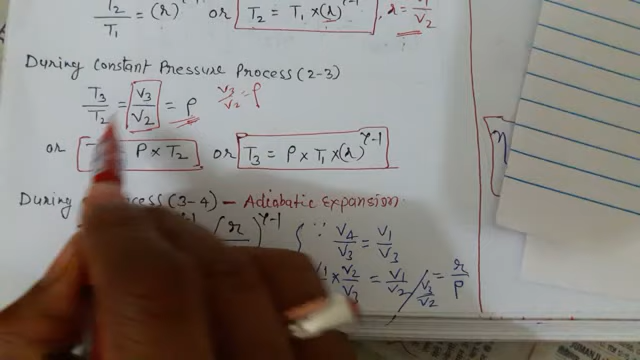 T2/T1 = (r) or T2 = T1 × (r)^γ-1, r = V1/V2
During Constant Pressure Process (2-3)
T3/T2 = V3/V2 = ρ V3/V2 = ρ
or ρ × T2 or T3 = ρ × T1 × (r)^γ-1
During (3-4) - Adiabatic Expansion
(r/ )^γ-1 { ∵ V4/V3 = V1/V3
V1 × V2/V3 = V1/V2 / V3/V2 = r/ρ